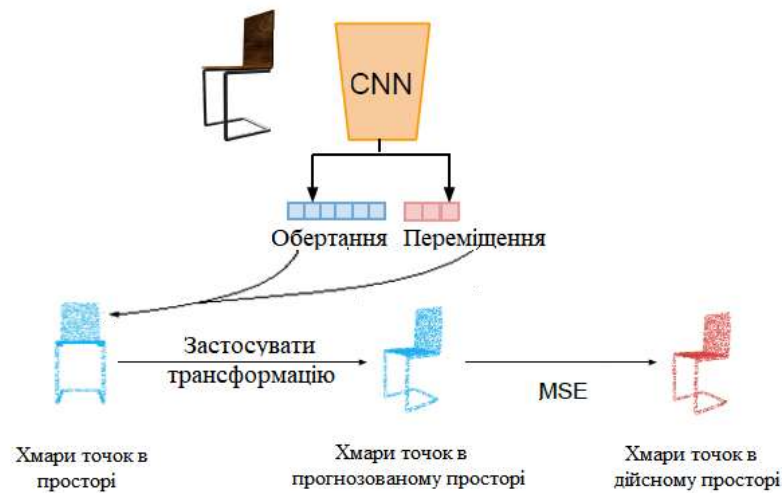 CNN
Обертання Переміщення
Застосувати
трансформацію
MSE
Хмари точок в
просторі
Хмари точок в
прогнозованому просторі
Хмари точок в
дійсному просторі